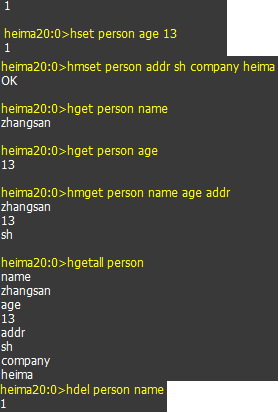 1
heima20:0>hset person age 13
1
heima20:0>hmset person addr sh company heima
OK
heima20:0>hget person name
zhangsan
heima20:0>hget person age
13
heima20:0>hmget person name age addr
zhangsan
13
sh
heima20:0>hgetall person
name
zhangsan
age
13
addr
sh
company
heima
heima20:0>hdel person name
1